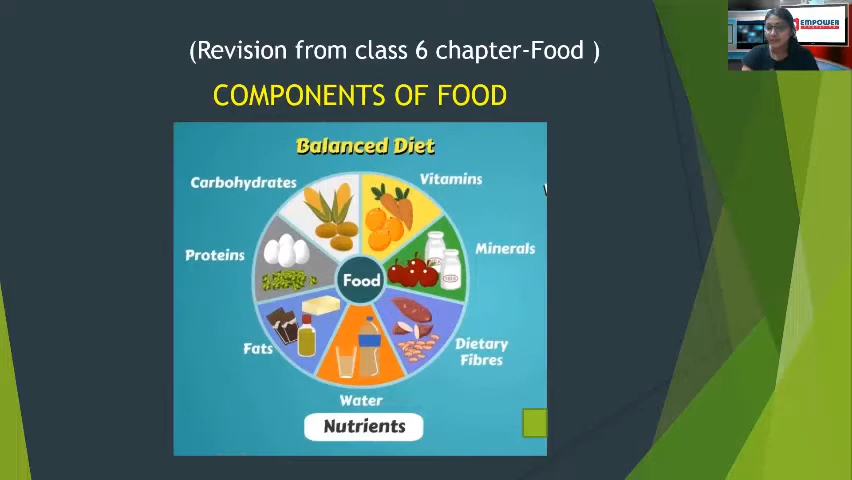 (Revision from class 6 chapter-Food )
EMPOWER
COMPONENTS OF FOOD
Balanced Diet
Carbohydrates
Vitamins
Proteins
Minerals
Food
Fats
Dietary
Fibres
Water
Nutrients